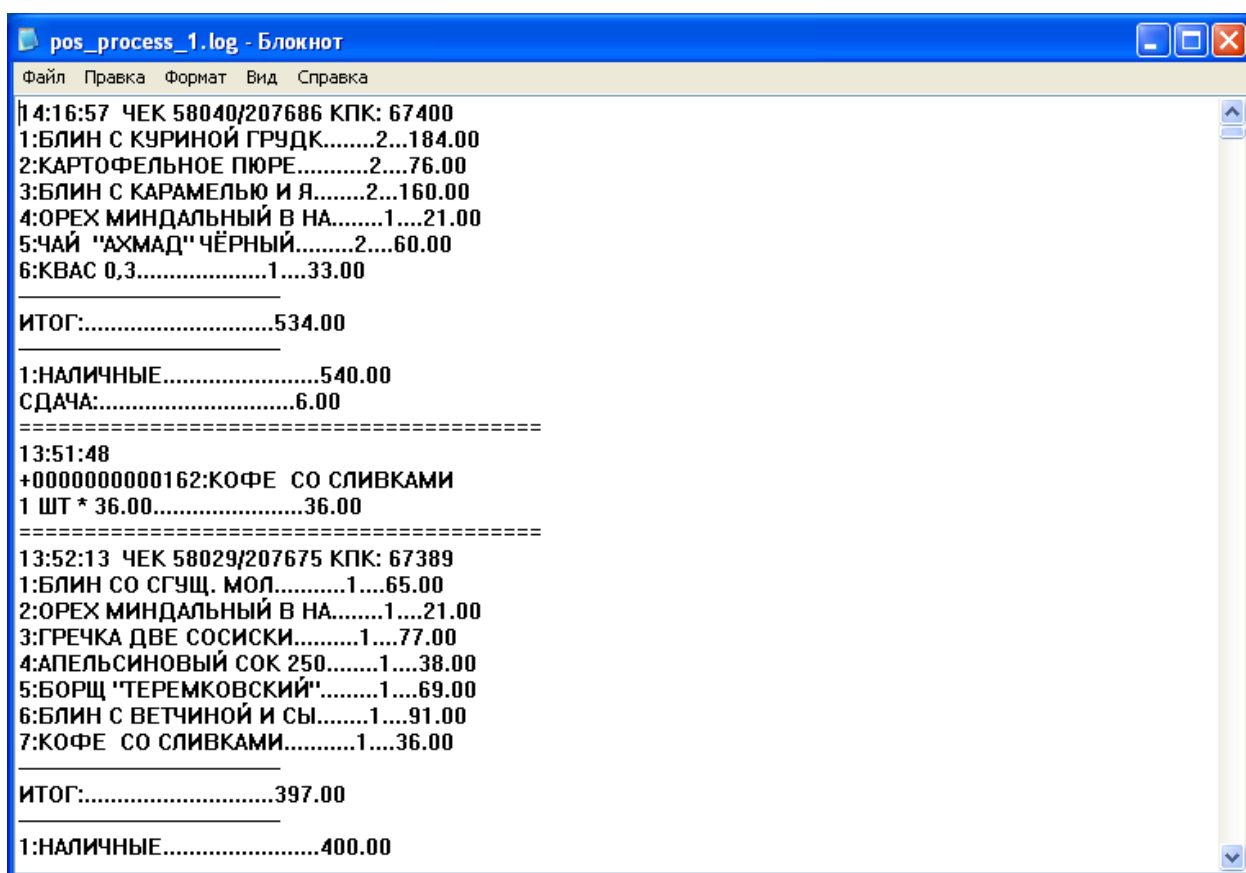 pos_process_1.log - Блокнот
Файл Правка Формат Вид Справка
14:16:57 ЧЕК 58040/207686 КПК: 67400
1:БЛИН С КУРИНОЙ ГРУДК........2...184.00
2:КАРТОФЕЛЬНОЕ ПЮРЕ...........2....76.00
3:БЛИН С КАРАМЕЛЬЮ И Я........2...160.00
4:ОРЕХ МИНДАЛЬНЫЙ В НА........1....21.00
5:ЧАЙ "АХМАД" ЧЁРНЫЙ.........2....60.00
6:КВАС 0,3....................1....33.00
ИТОГ:.............................534.00
1:НАЛИЧНЫЕ........................540.00
СДАЧА:..............................6.00
========================================
13:51:48
+0000000000162:КОФЕ СО СЛИВКАМИ
1 ШТ * 36.00.......................36.00
========================================
13:52:13 ЧЕК 58029/207675 КПК: 67389
1:БЛИН СО СГУЩ. МОЛ...........1....65.00
2:ОРЕХ МИНДАЛЬНЫЙ В НА........1....21.00
3:ГРЕЧКА ДВЕ СОСИСКИ..........1....77.00
4:АПЕЛЬСИНОВЫЙ СОК 250........1....38.00
5:БОРЩ "ТЕРЕМКОВСКИЙ".........1....69.00
6:БЛИН С ВЕТЧИНОЙ И СЫ........1....91.00
7:КОФЕ СО СЛИВКАМИ...........1....36.00
ИТОГ:.............................397.00
1:НАЛИЧНЫЕ........................400.00